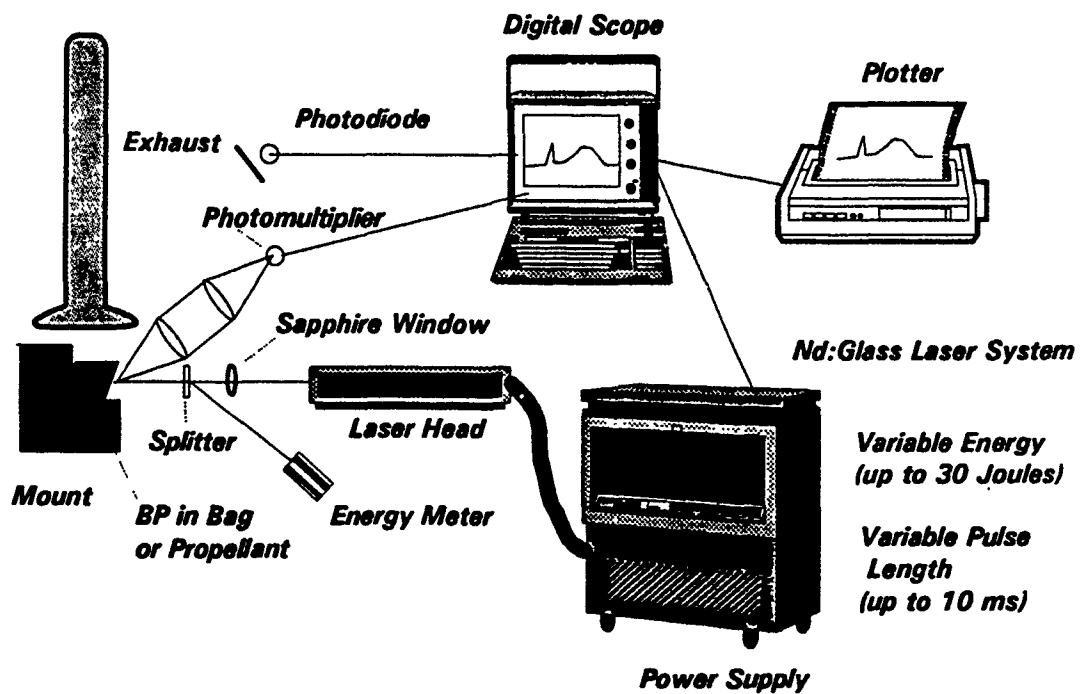 Digital Scope
Plotter
Photodiode
Exhaust
Photomultiplier
Sapphire Window
Nd:Glass Laser System
Splitter
Laser Head
Variable Energy
(up to 30 Joules)
Mount
BP in Bag
or Propellant
Energy Meter
Variable Pulse
Length
(up to 10 ms)
Power Supply